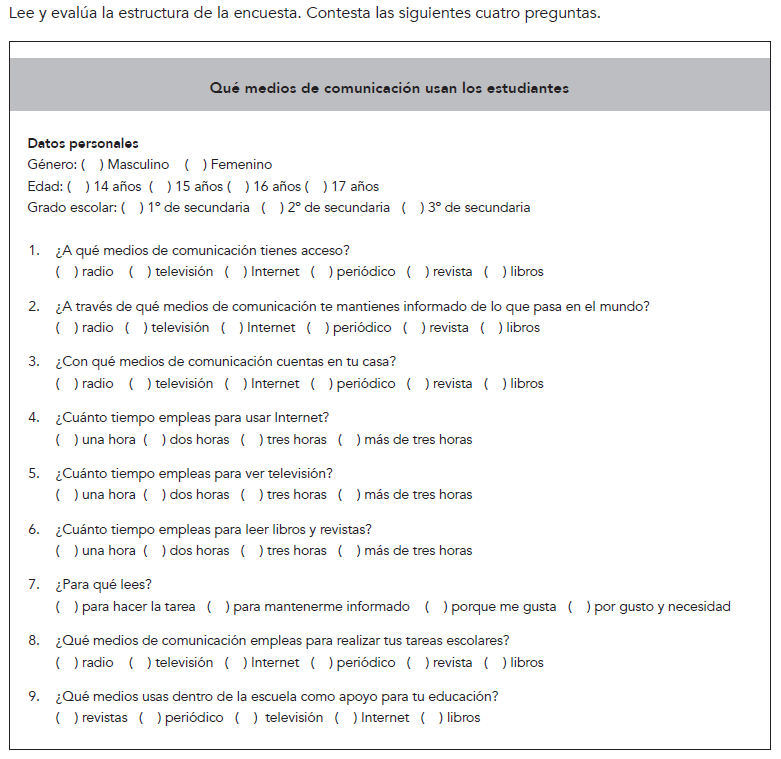 Lee y evalúa la estructura de la encuesta. Contesta las siguientes cuatro preguntas.
Qué medios de comunicación usan los estudiantes
Datos personales
Género: (   ) Masculino   (   ) Femenino
Edad: (   ) 14 años (   ) 15 años (   ) 16 años (   ) 17 años
Grado escolar: (   ) 1º de secundaria   (   ) 2º de secundaria   (   ) 3º de secundaria
1. ¿A qué medios de comunicación tienes acceso?
(   ) radio   (   ) televisión   (   ) Internet   (   ) periódico   (   ) revista   (   ) libros
2. ¿A través de qué medios de comunicación te mantienes informado de lo que pasa en el mundo?
(   ) radio   (   ) televisión   (   ) Internet   (   ) periódico   (   ) revista   (   ) libros
3. ¿Con qué medios de comunicación cuentas en tu casa?
(   ) radio   (   ) televisión   (   ) Internet   (   ) periódico   (   ) revista   (   ) libros
4. ¿Cuánto tiempo empleas para usar Internet?
(   ) una hora   (   ) dos horas   (   ) tres horas   (   ) más de tres horas
5. ¿Cuánto tiempo empleas para ver televisión?
(   ) una hora   (   ) dos horas   (   ) tres horas   (   ) más de tres horas
6. ¿Cuánto tiempo empleas para leer libros y revistas?
(   ) una hora   (   ) dos horas   (   ) tres horas   (   ) más de tres horas
7. ¿Para qué lees?
(   ) para hacer la tarea   (   ) para mantenerme informado   (   ) porque me gusta   (   ) por gusto y necesidad
8. ¿Qué medios de comunicación empleas para realizar tus tareas escolares?
(   ) radio   (   ) televisión   (   ) Internet   (   ) periódico   (   ) revista   (   ) libros
9. ¿Qué medios usas dentro de la escuela como apoyo para tu educación?
(   ) revistas   (   ) periódico   (   ) televisión   (   ) Internet   (   ) libros